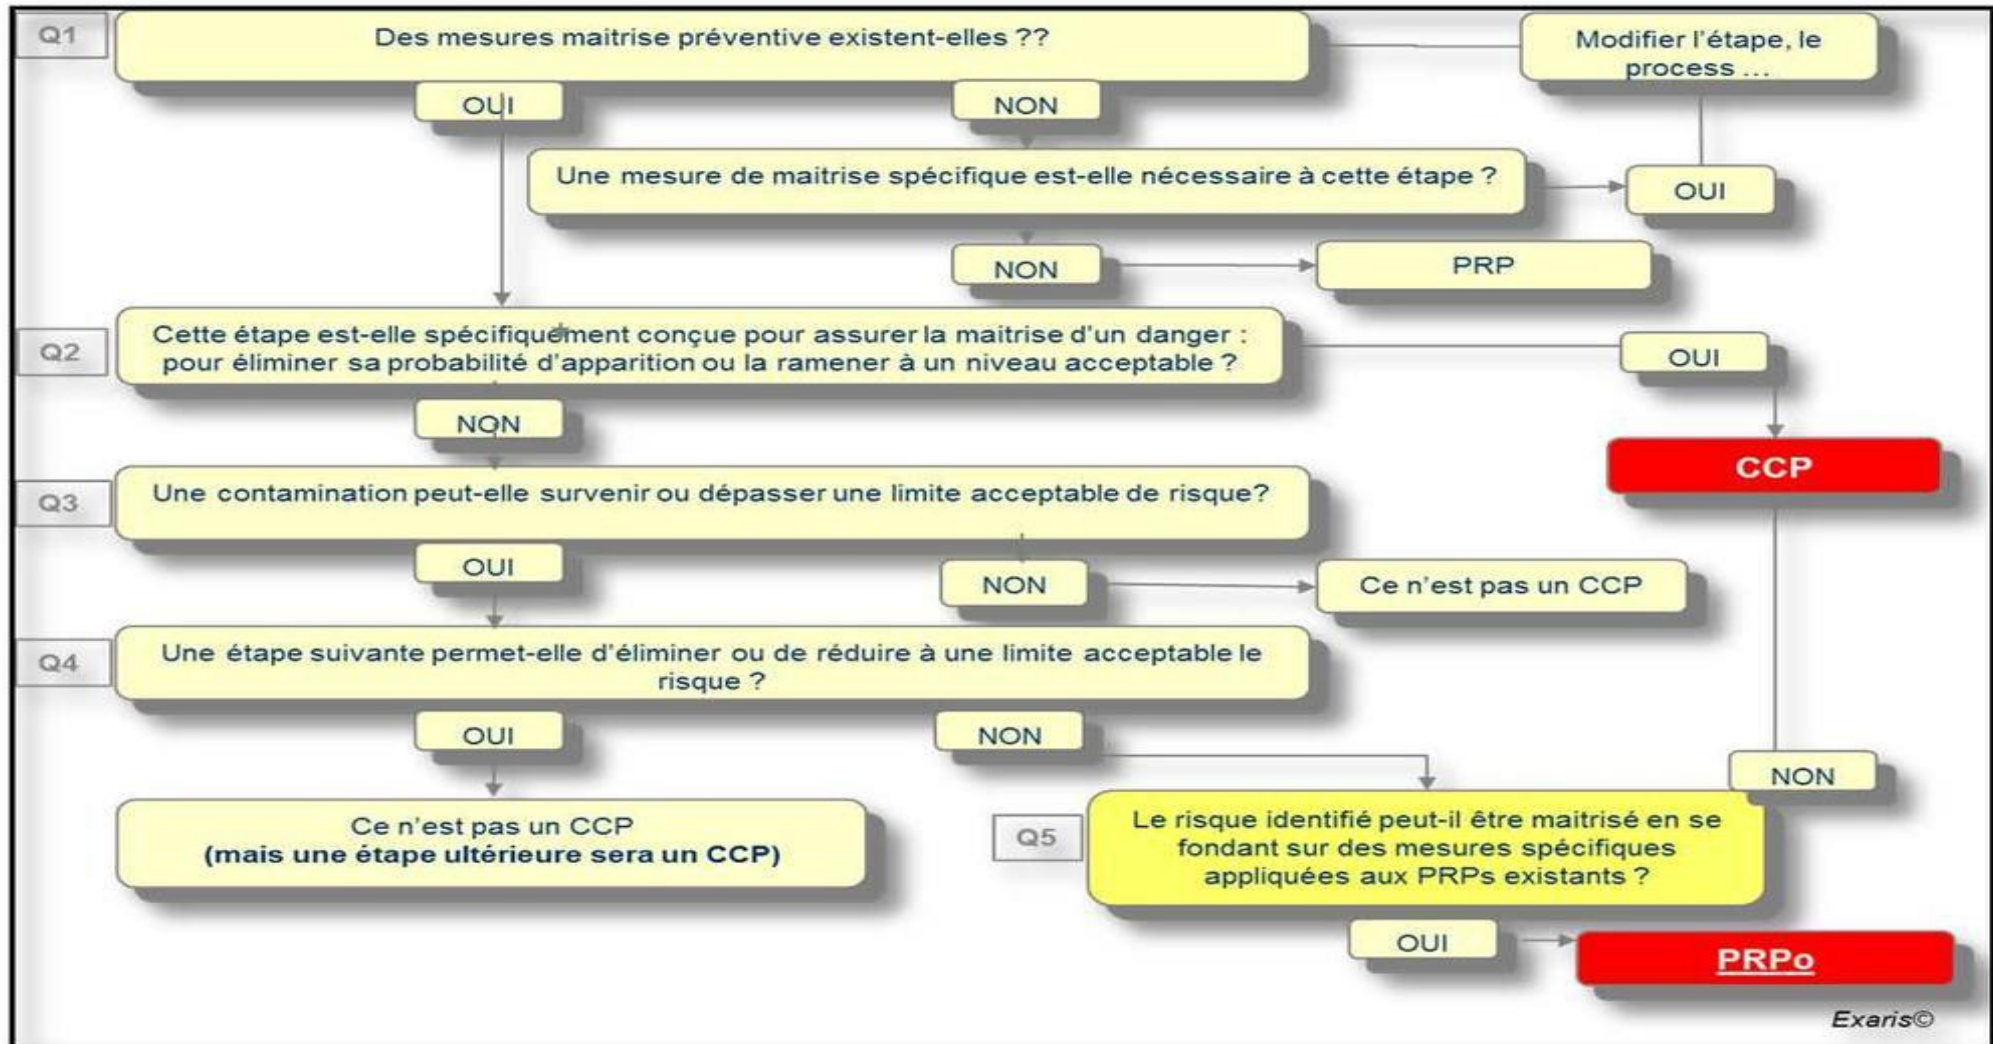 Q1
Des mesures maitrise préventive existent-elles ??
Modifier l'étape, le
process ...
OUI
NON
Une mesure de maitrise spécifique est-elle nécessaire à cette étape ?
OUI
NON
PRP
Q2
Cette étape est-elle spécifiquement conçue pour assurer la maitrise d'un danger :
pour éliminer sa probabilité d'apparition ou la ramener à un niveau acceptable ?
OUI
NON
CCP
Q3
Une contamination peut-elle survenir ou dépasser une limite acceptable de risque?
OUI
NON
Ce n'est pas un CCP
Q4
Une étape suivante permet-elle d'éliminer ou de réduire à une limite acceptable le
risque ?
OUI
NON
NON
Ce n'est pas un CCP
(mais une étape ultérieure sera un CCP)
Q5
Le risque identifié peut-il être maitrisé en se
fondant sur des mesures spécifiques
appliquées aux PRPs existants ?
OUI
PRPo
Exaris©